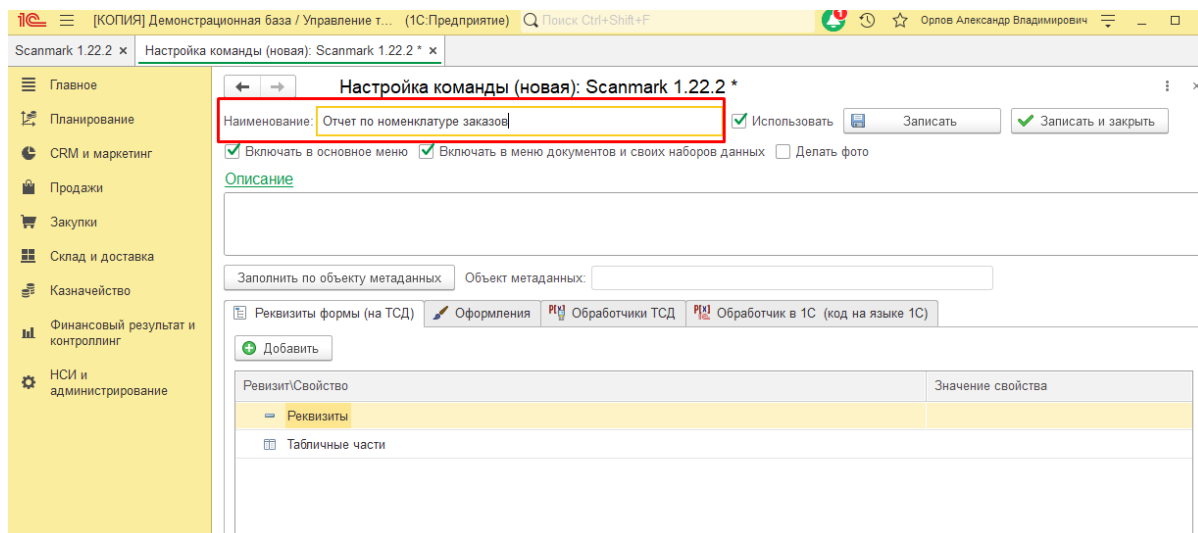 [КОПИЯ] Демонстрационная база / Управление т... (1С:Предприятие) Поиск Ctrl+Shift+F 1 Орлов Александр Владимирович
Scanmark 1.22.2 Настройка команды (новая): Scanmark 1.22.2 *
Главное
Планирование
CRM и маркетинг
Продажи
Закупки
Склад и доставка
Казначейство
Финансовый результат и
контроллинг
НСИ и
администрирование
Настройка команды (новая): Scanmark 1.22.2 *
Наименование: Отчет по номенклатуре заказов Использовать Записать Записать и закрыть
Включать в основное меню Включать в меню документов и своих наборов данных Делать фото
Описание
Заполнить по объекту метаданных Объект метаданных:
Реквизиты формы (на ТСД) Оформления Обработчики ТСД Обработчик в 1С (код на языке 1С)
Добавить
Ревизит\Свойство Значение свойства
Реквизиты
Табличные части